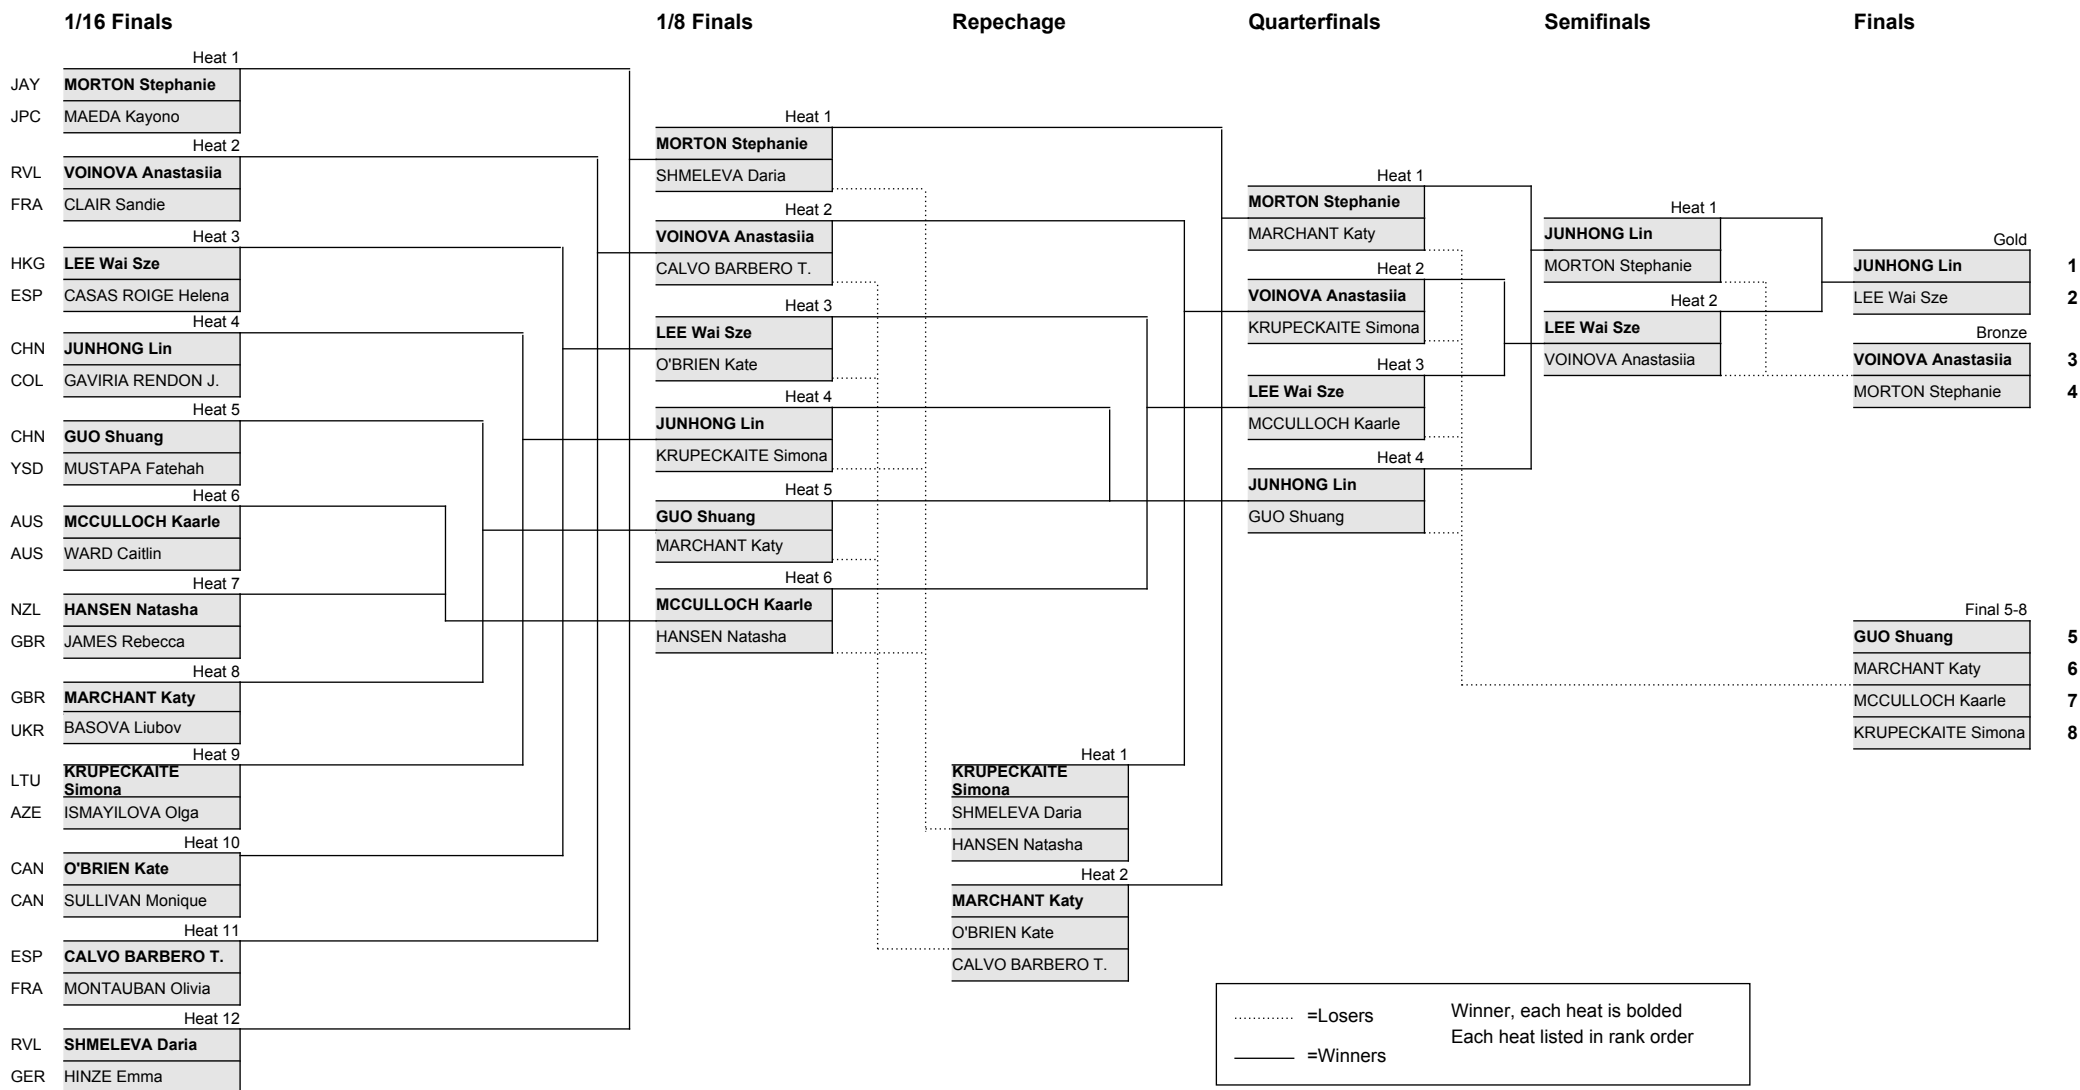 1/16 Finals
1/8 Finals
Repechage
Quarterfinals
Semifinals
Finals
Heat 1
JAY MORTON Stephanie
JPC MAEDA Kayono
Heat 2
RVL VOINOVA Anastasiia
FRA CLAIR Sandie
Heat 3
HKG LEE Wai Sze
ESP CASAS ROIGE Helena
Heat 4
CHN JUNHONG Lin
COL GAVIRIA RENDON J.
Heat 5
CHN GUO Shuang
YSD MUSTAPA Fatehah
Heat 6
AUS MCCULLOCH Kaarle
AUS WARD Caitlin
Heat 7
NZL HANSEN Natasha
GBR JAMES Rebecca
Heat 8
GBR MARCHANT Katy
UKR BASOVA Liubov
Heat 9
LTU KRUPECKAITE
Simona
AZE ISMAYILOVA Olga
Heat 10
CAN O'BRIEN Kate
CAN SULLIVAN Monique
Heat 11
ESP CALVO BARBERO T.
FRA MONTAUBAN Olivia
Heat 12
RVL SHMELEVA Daria
GER HINZE Emma
Heat 1
MORTON Stephanie
SHMELEVA Daria
Heat 2
VOINOVA Anastasiia
CALVO BARBERO T.
Heat 3
LEE Wai Sze
O'BRIEN Kate
Heat 4
JUNHONG Lin
KRUPECKAITE Simona
Heat 5
GUO Shuang
MARCHANT Katy
Heat 6
MCCULLOCH Kaarle
HANSEN Natasha
Heat 1
KRUPECKAITE
Simona
SHMELEVA Daria
HANSEN Natasha
Heat 2
MARCHANT Katy
O'BRIEN Kate
CALVO BARBERO T.
Heat 1
MORTON Stephanie
MARCHANT Katy
Heat 2
VOINOVA Anastasiia
KRUPECKAITE Simona
Heat 3
LEE Wai Sze
MCCULLOCH Kaarle
Heat 4
JUNHONG Lin
GUO Shuang
Heat 1
JUNHONG Lin
MORTON Stephanie
Heat 2
LEE Wai Sze
VOINOVA Anastasiia
Gold
JUNHONG Lin 1
LEE Wai Sze 2
Bronze
VOINOVA Anastasiia 3
MORTON Stephanie 4
Final 5-8
GUO Shuang 5
MARCHANT Katy 6
MCCULLOCH Kaarle 7
KRUPECKAITE Simona 8
=Losers
=Winners
Winner, each heat is bolded
Each heat listed in rank order